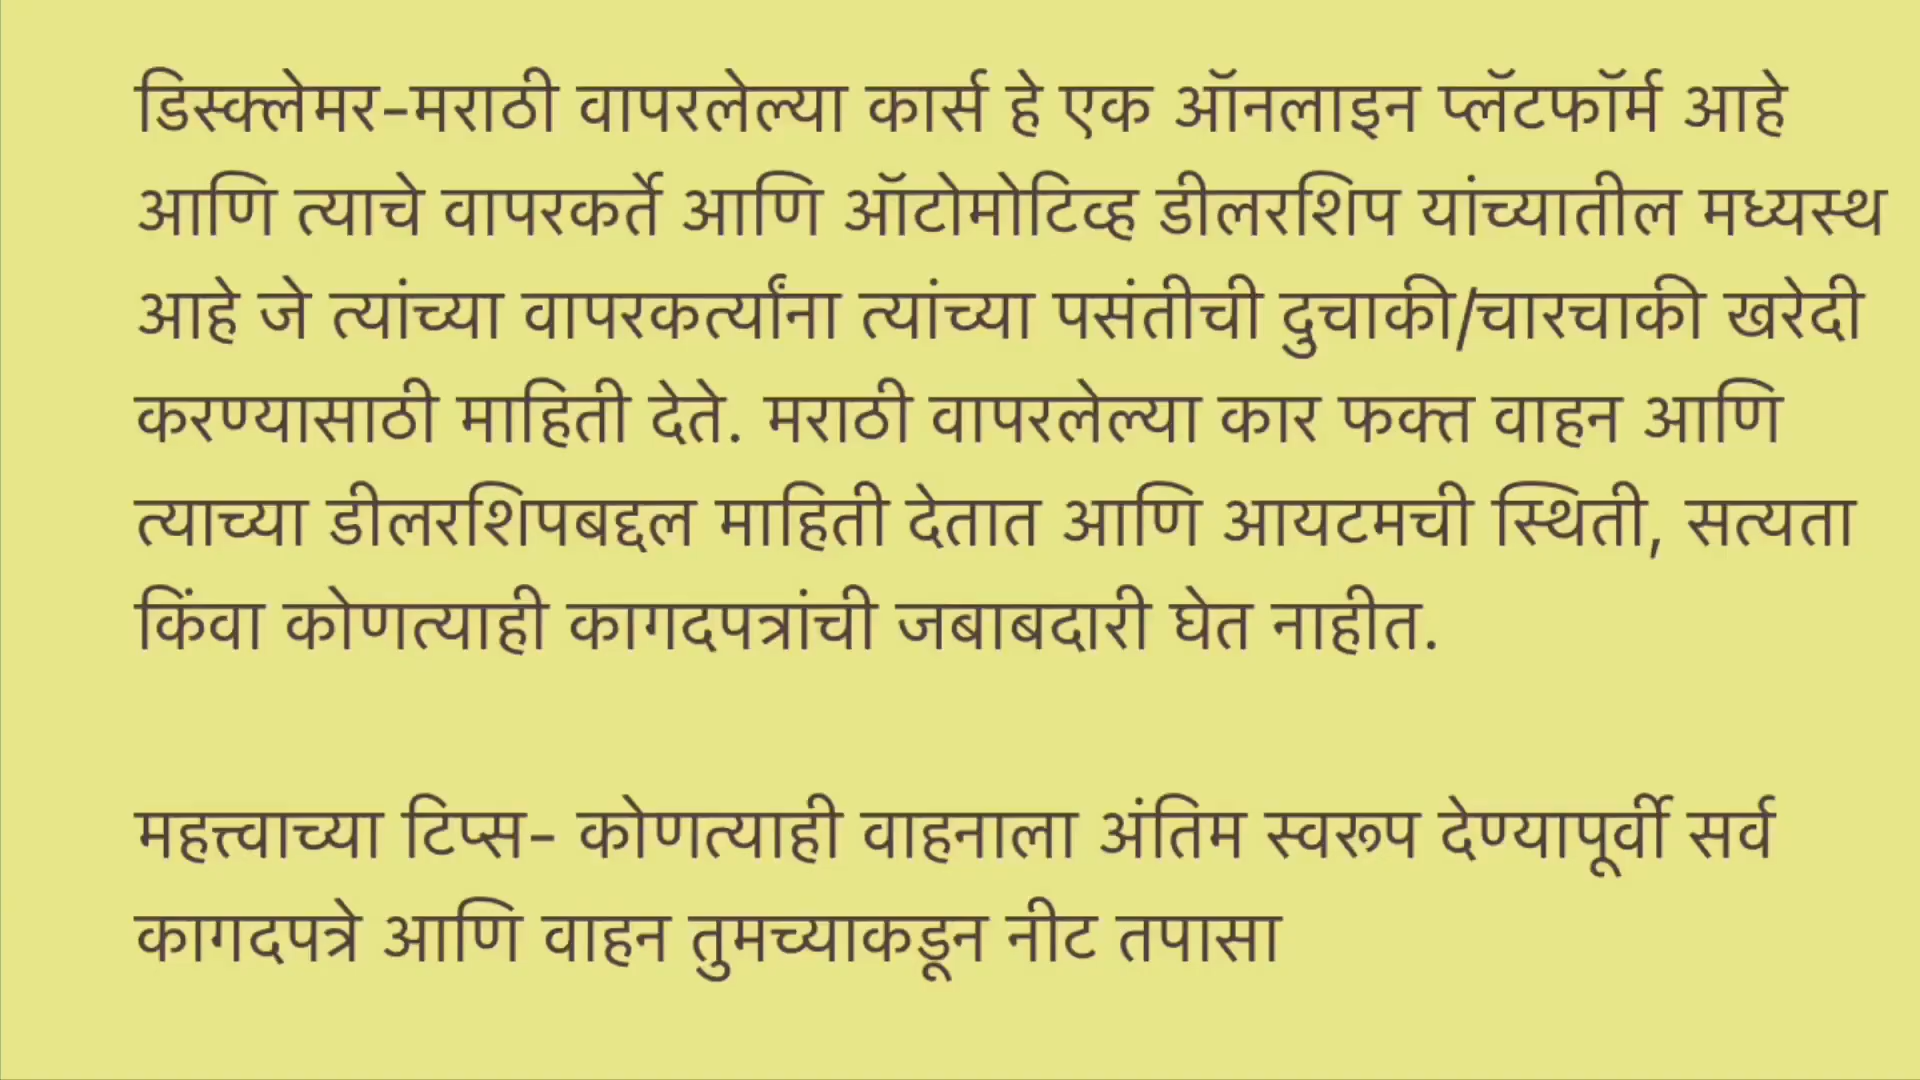 डिस्क्लेमर-मराठी वापरलेल्या कार्स हे एक ऑनलाइन प्लॅटफॉर्म आहे
आणि त्याचे वापरकर्ते आणि ऑटोमोटिव्ह डीलरशिप यांच्यातील मध्यस्थ
आहे जे त्यांच्या वापरकर्त्यांना त्यांच्या पसंतीची दुचाकी/चारचाकी खरेदी
करण्यासाठी माहिती देते. मराठी वापरलेल्या कार फक्त वाहन आणि
त्याच्या डीलरशिपबद्दल माहिती देतात आणि आयटमची स्थिती, सत्यता
किंवा कोणत्याही कागदपत्रांची जबाबदारी घेत नाहीत.
महत्त्वाच्या टिप्स- कोणत्याही वाहनाला अंतिम स्वरूप देण्यापूर्वी सर्व
कागदपत्रे आणि वाहन तुमच्याकडून नीट तपासा